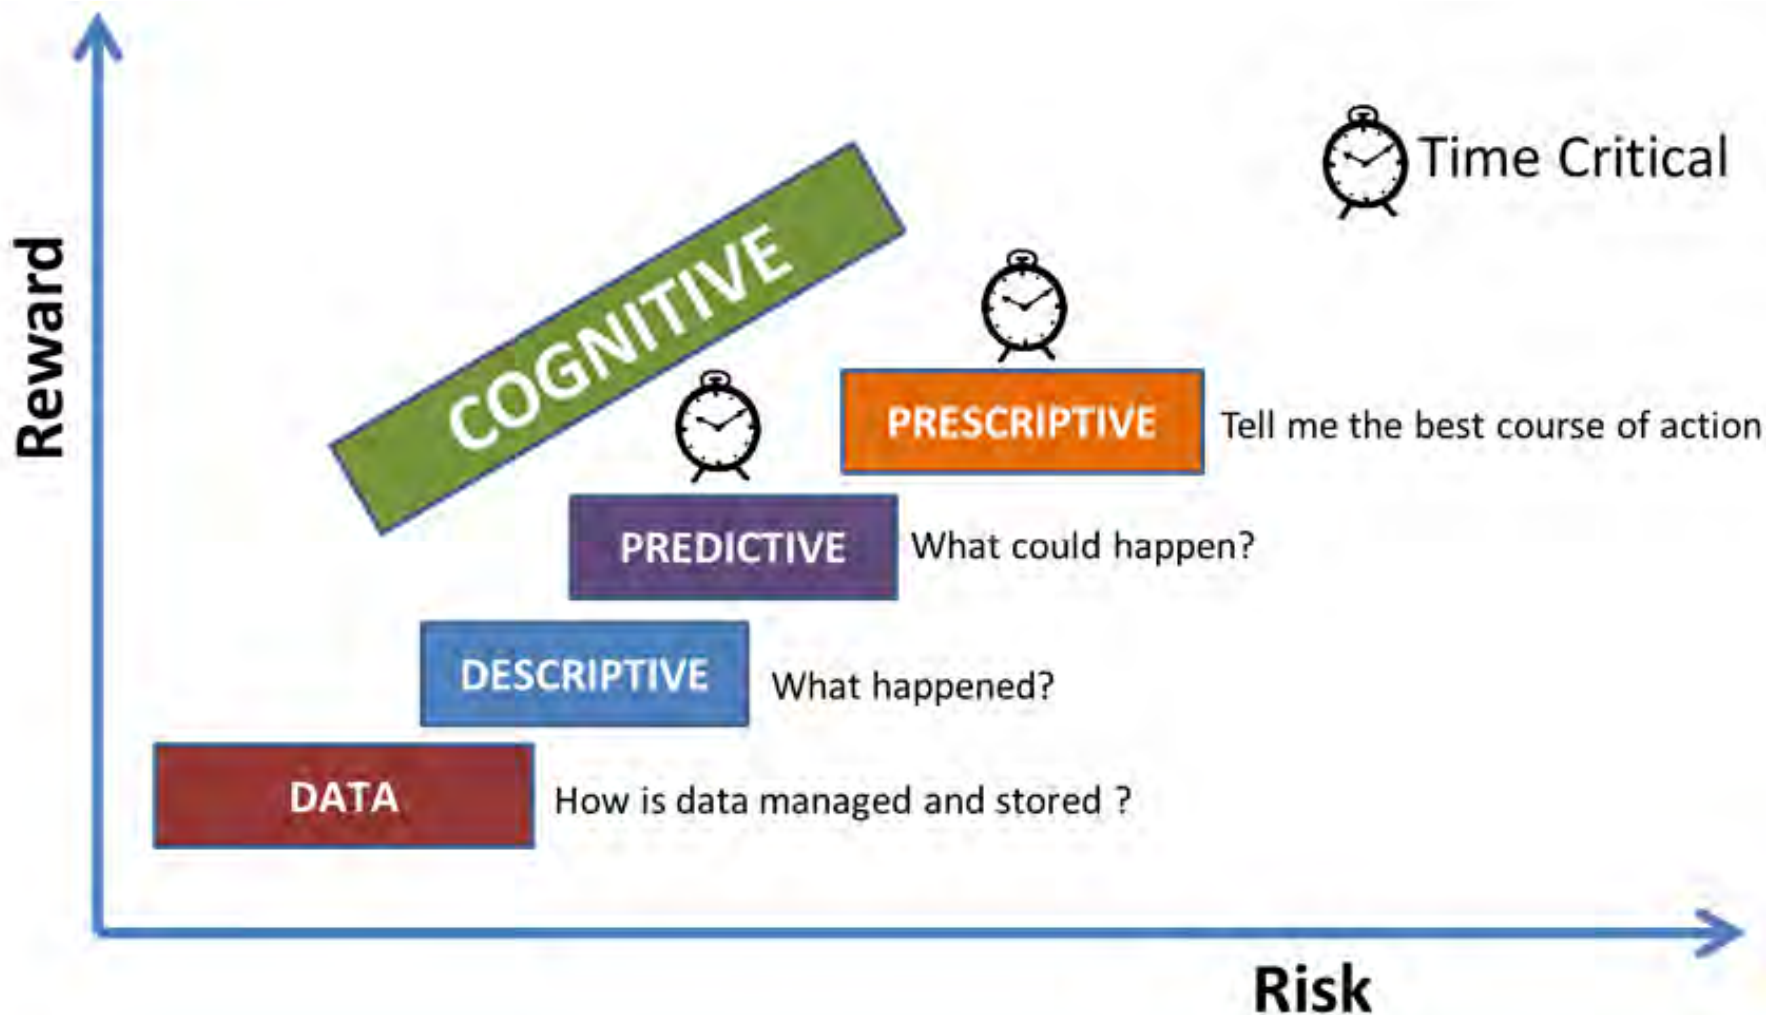 Reward
Time Critical
COGNITIVE
PRESCRIPTIVE
Tell me the best course of action
PREDICTIVE
What could happen?
DESCRIPTIVE
What happened?
DATA
How is data managed and stored ?
Risk